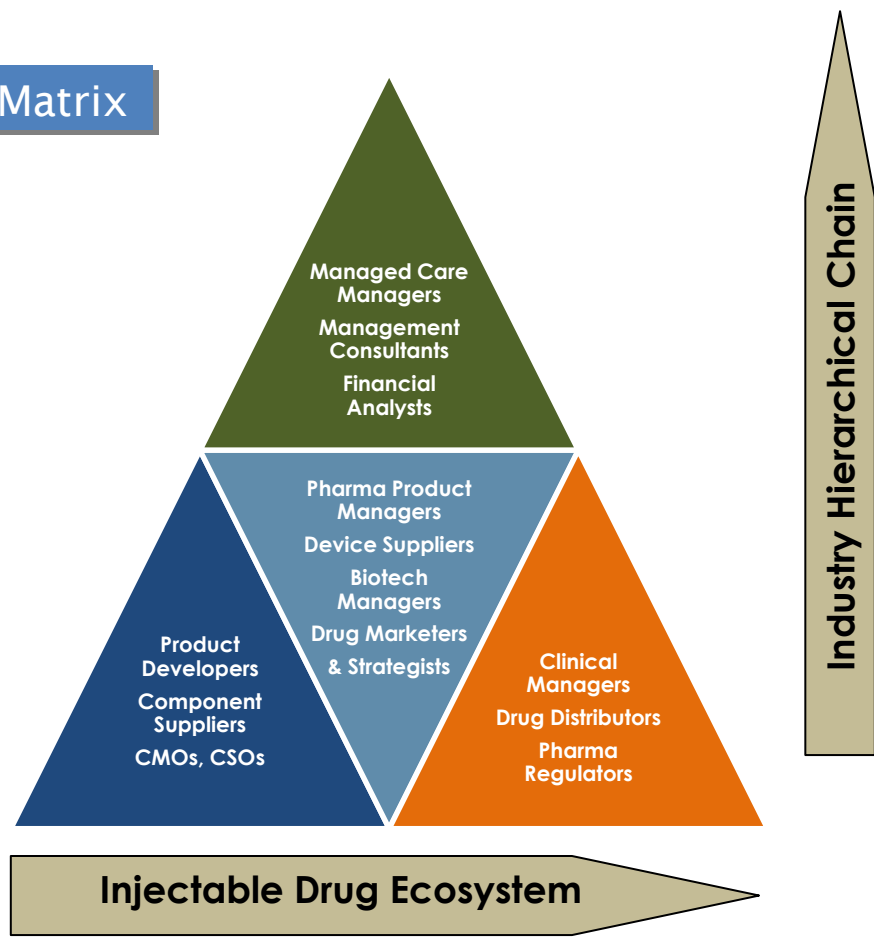 Matrix
Managed Care
Managers
Management
Consultants
Financial
Analysts
Pharma Product
Managers
Device Suppliers
Biotech
Managers
Drug Marketers
& Strategists
Product
Developers
Component
Suppliers
CMOs, CSOs
Clinical
Managers
Drug Distributors
Pharma
Regulators
Industry Hierarchical Chain
Injectable Drug Ecosystem